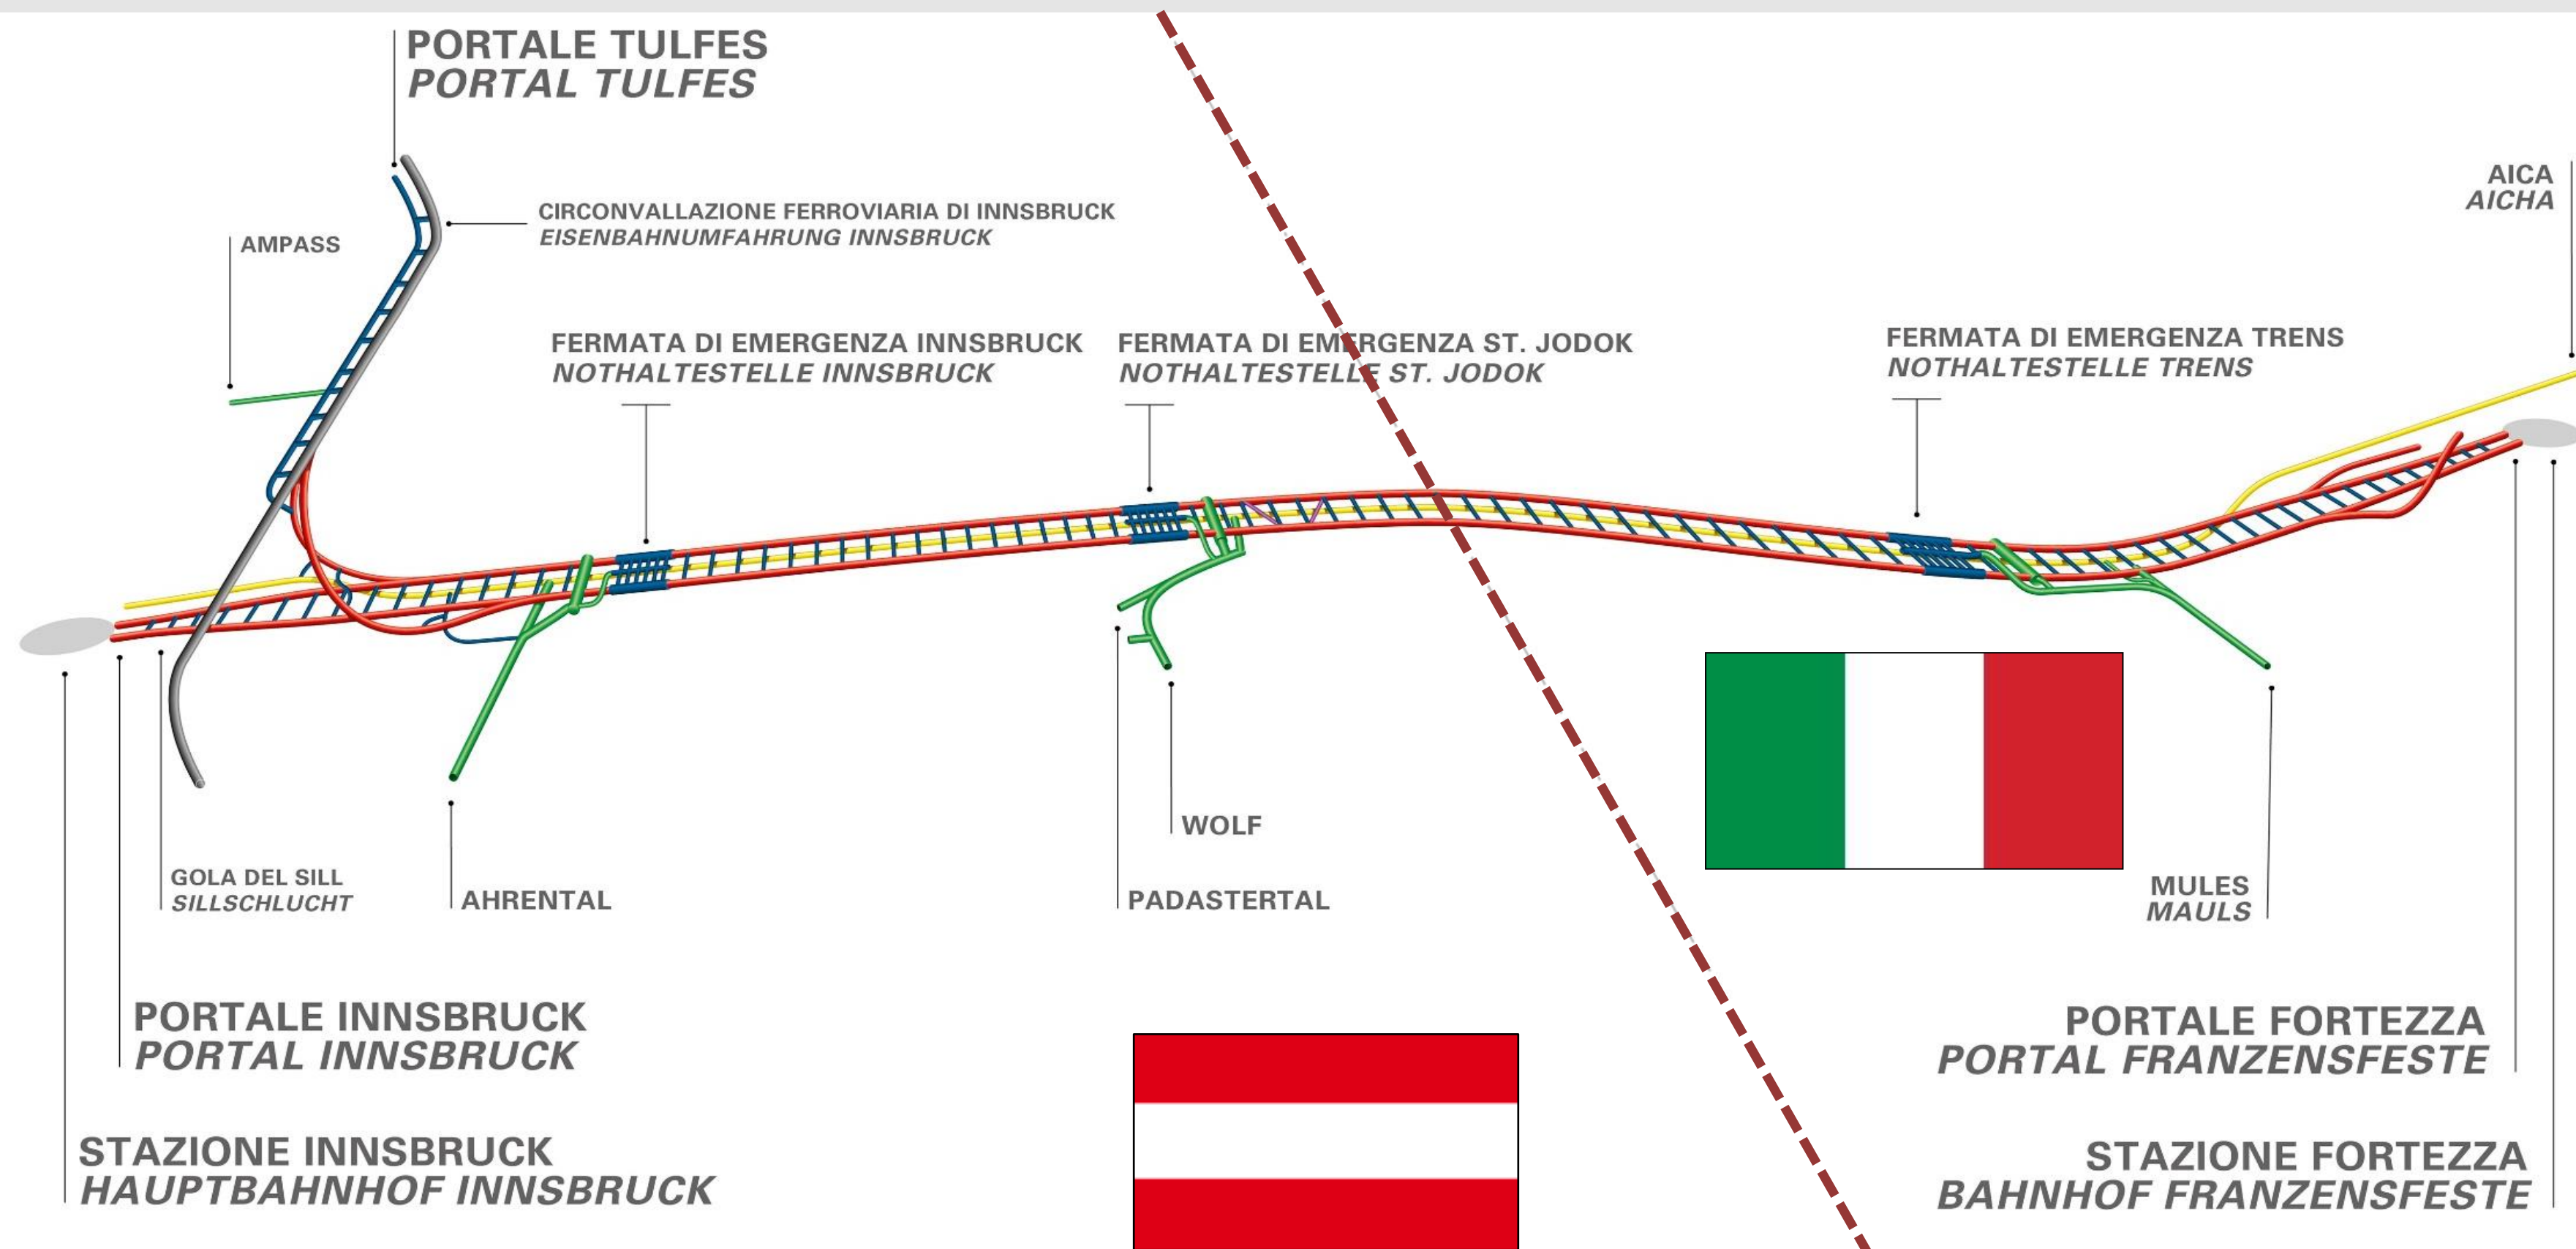 PORTALE TULFES
PORTAL TULFES
AICA
AICHA
CIRCONVALLAZIONE FERROVIARIA DI INNSBRUCK
EISENBAHNUMFAHRUNG INNSBRUCK
AMPASS
FERMATA DI EMERGENZA INNSBRUCK
NOTHALTESTELLE INNSBRUCK
FERMATA DI EMERGENZA ST. JODOK
NOTHALTESTELLE ST. JODOK
FERMATA DI EMERGENZA TRENS
NOTHALTESTELLE TRENS
WOLF
GOLA DEL SILL
SILLSCHLUCHT
AHRENTAL
PADASTERTAL
MULES
MAULS
PORTALE INNSBRUCK
PORTAL INNSBRUCK
PORTALE FORTEZZA
PORTAL FRANZENSFESTE
STAZIONE INNSBRUCK
HAUPTBAHNHOF INNSBRUCK
STAZIONE FORTEZZA
BAHNHOF FRANZENSFESTE